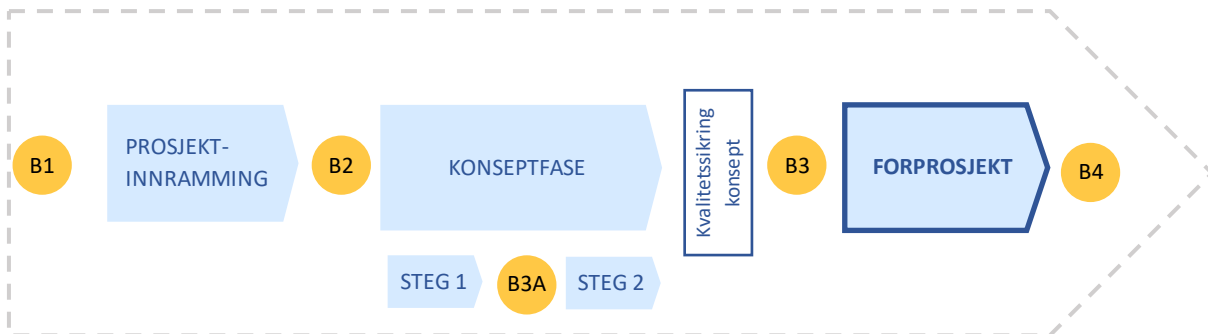 B1
PROSJEKT-
INNRAMMING
B2
KONSEPTFASE
Kvalitetssikring
konsept
B3
FORPROSJEKT
B4
STEG 1
B3A
STEG 2